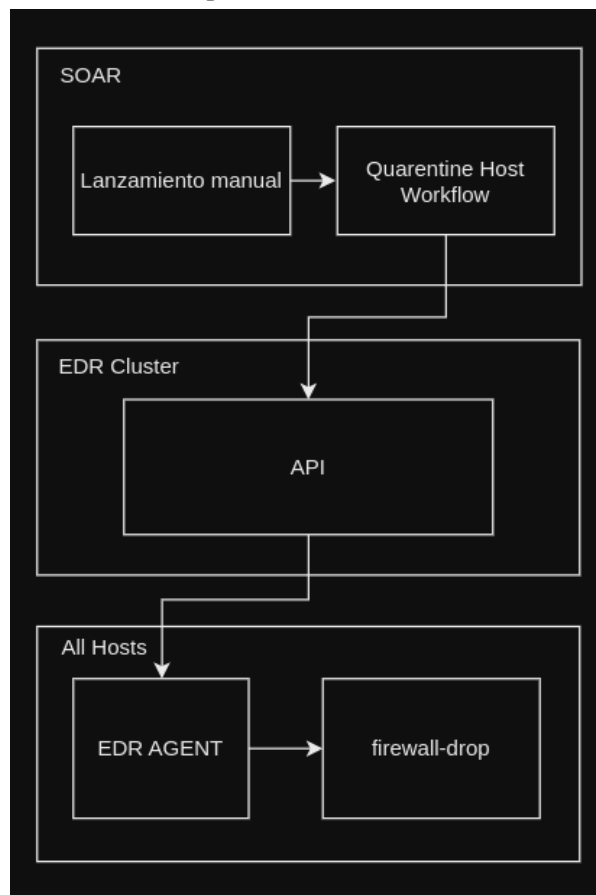 SOAR
Lanzamiento manual
Quarentine Host
Workflow
EDR Cluster
API
All Hosts
EDR AGENT
firewall-drop